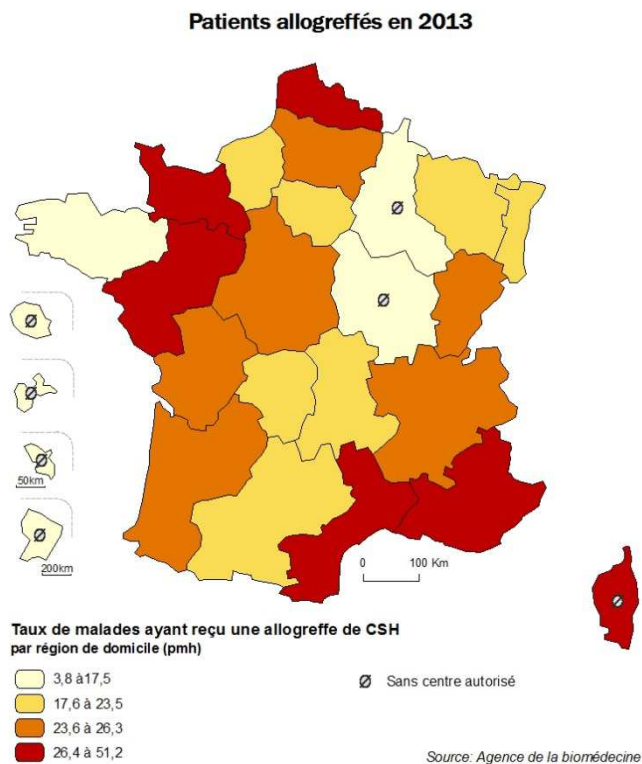 Patients allogreffés en 2013
50km
200km
0 100 Km
Taux de malades ayant reçu une allogreffe de CSH
par région de domicile (pmh)
3,8 à17,5
Sans centre autorisé
17,6 à 23,5
23,6 à 26,3
26,4 à 51,2
Source: Agence de la biomédecine